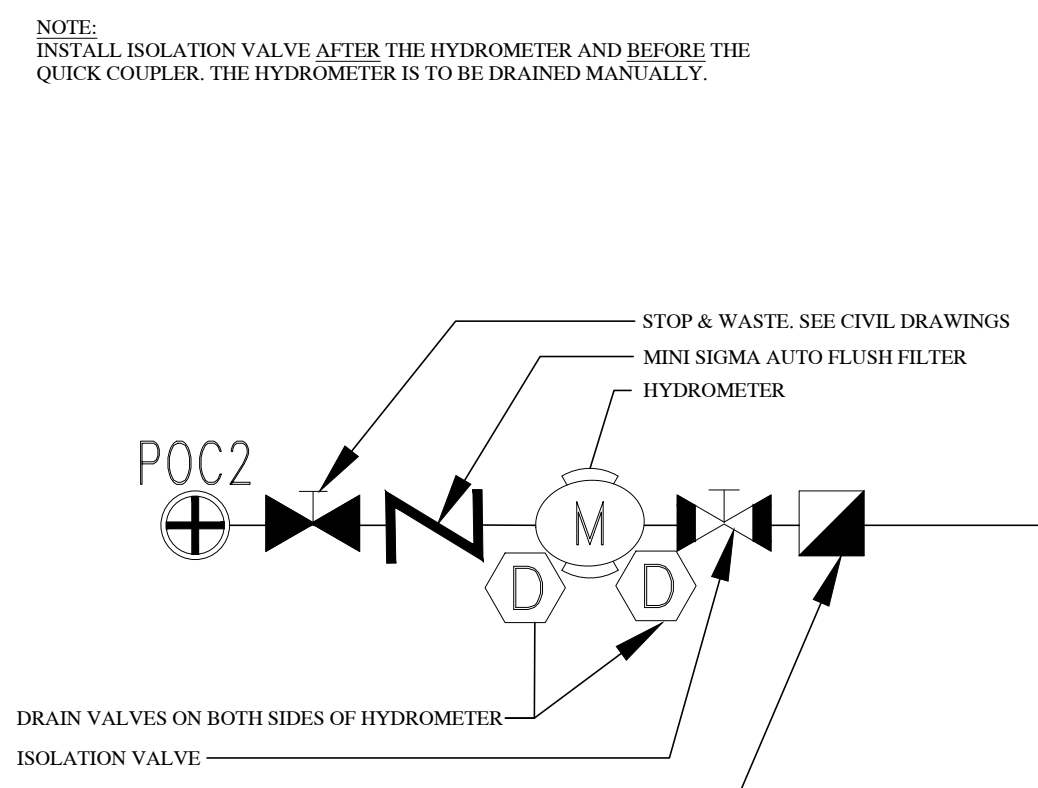 NOTE:
INSTALL ISOLATION VALVE AFTER THE HYDROMETER AND BEFORE THE
QUICK COUPLER. THE HYDROMETER IS TO BE DRAINED MANUALLY.
STOP & WASTE. SEE CIVIL DRAWINGS
MINI SIGMA AUTO FLUSH FILTER
HYDROMETER
POC2
M
D
D
DRAIN VALVES ON BOTH SIDES OF HYDROMETER
ISOLATION VALVE